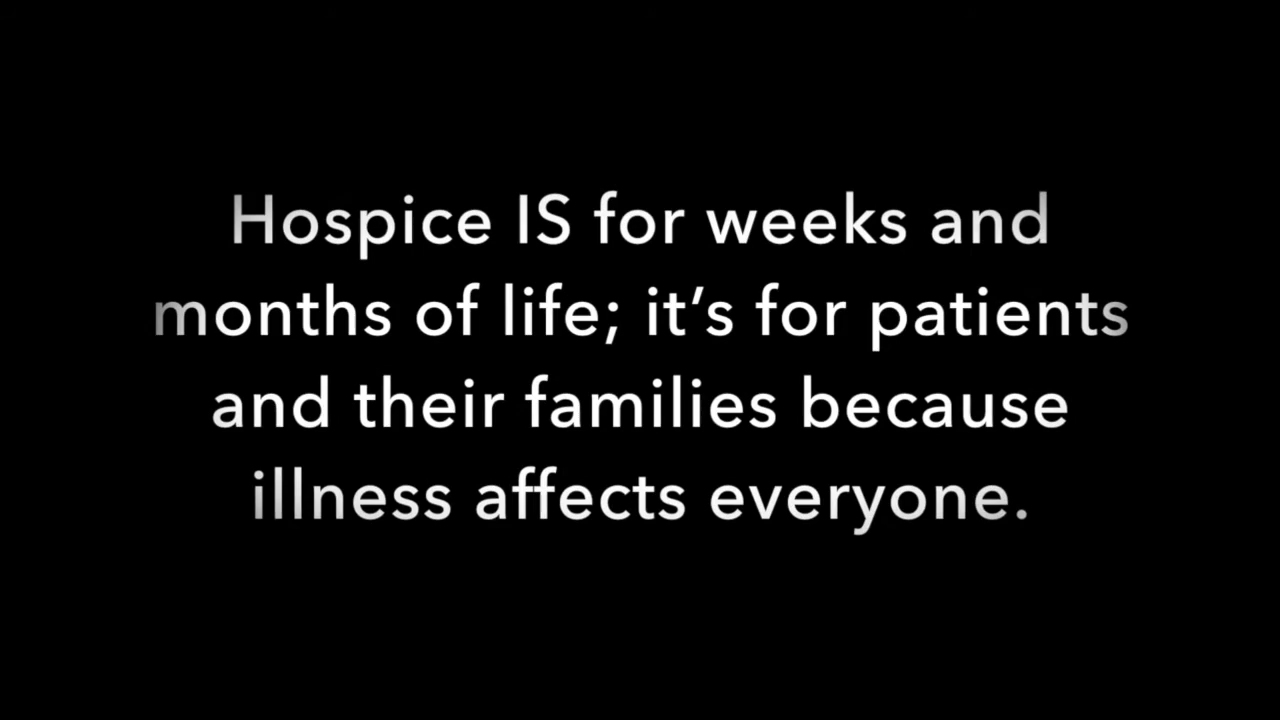 Hospice IS for weeks and
months of life; it’s for patients
and their families because
illness affects everyone.